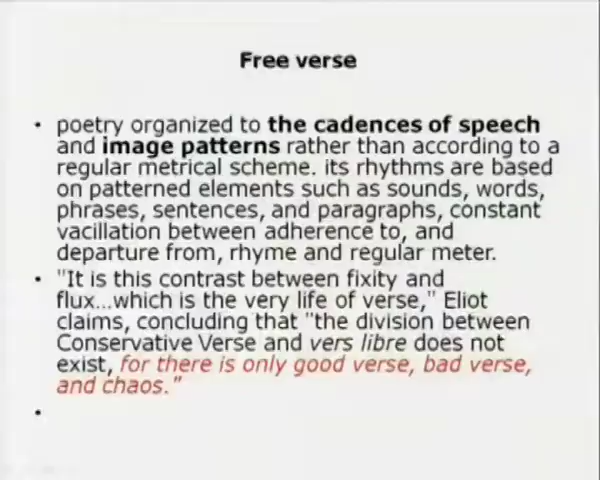 Free verse
• poetry organized to the cadences of speech
and image patterns rather than according to a
regular metrical scheme. its rhythms are based
on patterned elements such as sounds, words,
phrases, sentences, and paragraphs, constant
vacillation between adherence to, and
departure from, rhyme and regular meter.
• "It is this contrast between fixity and
flux...which is the very life of verse," Eliot
claims, concluding that "the division between
Conservative Verse and vers libre does not
exist, for there is only good verse, bad verse,
and chaos."
•